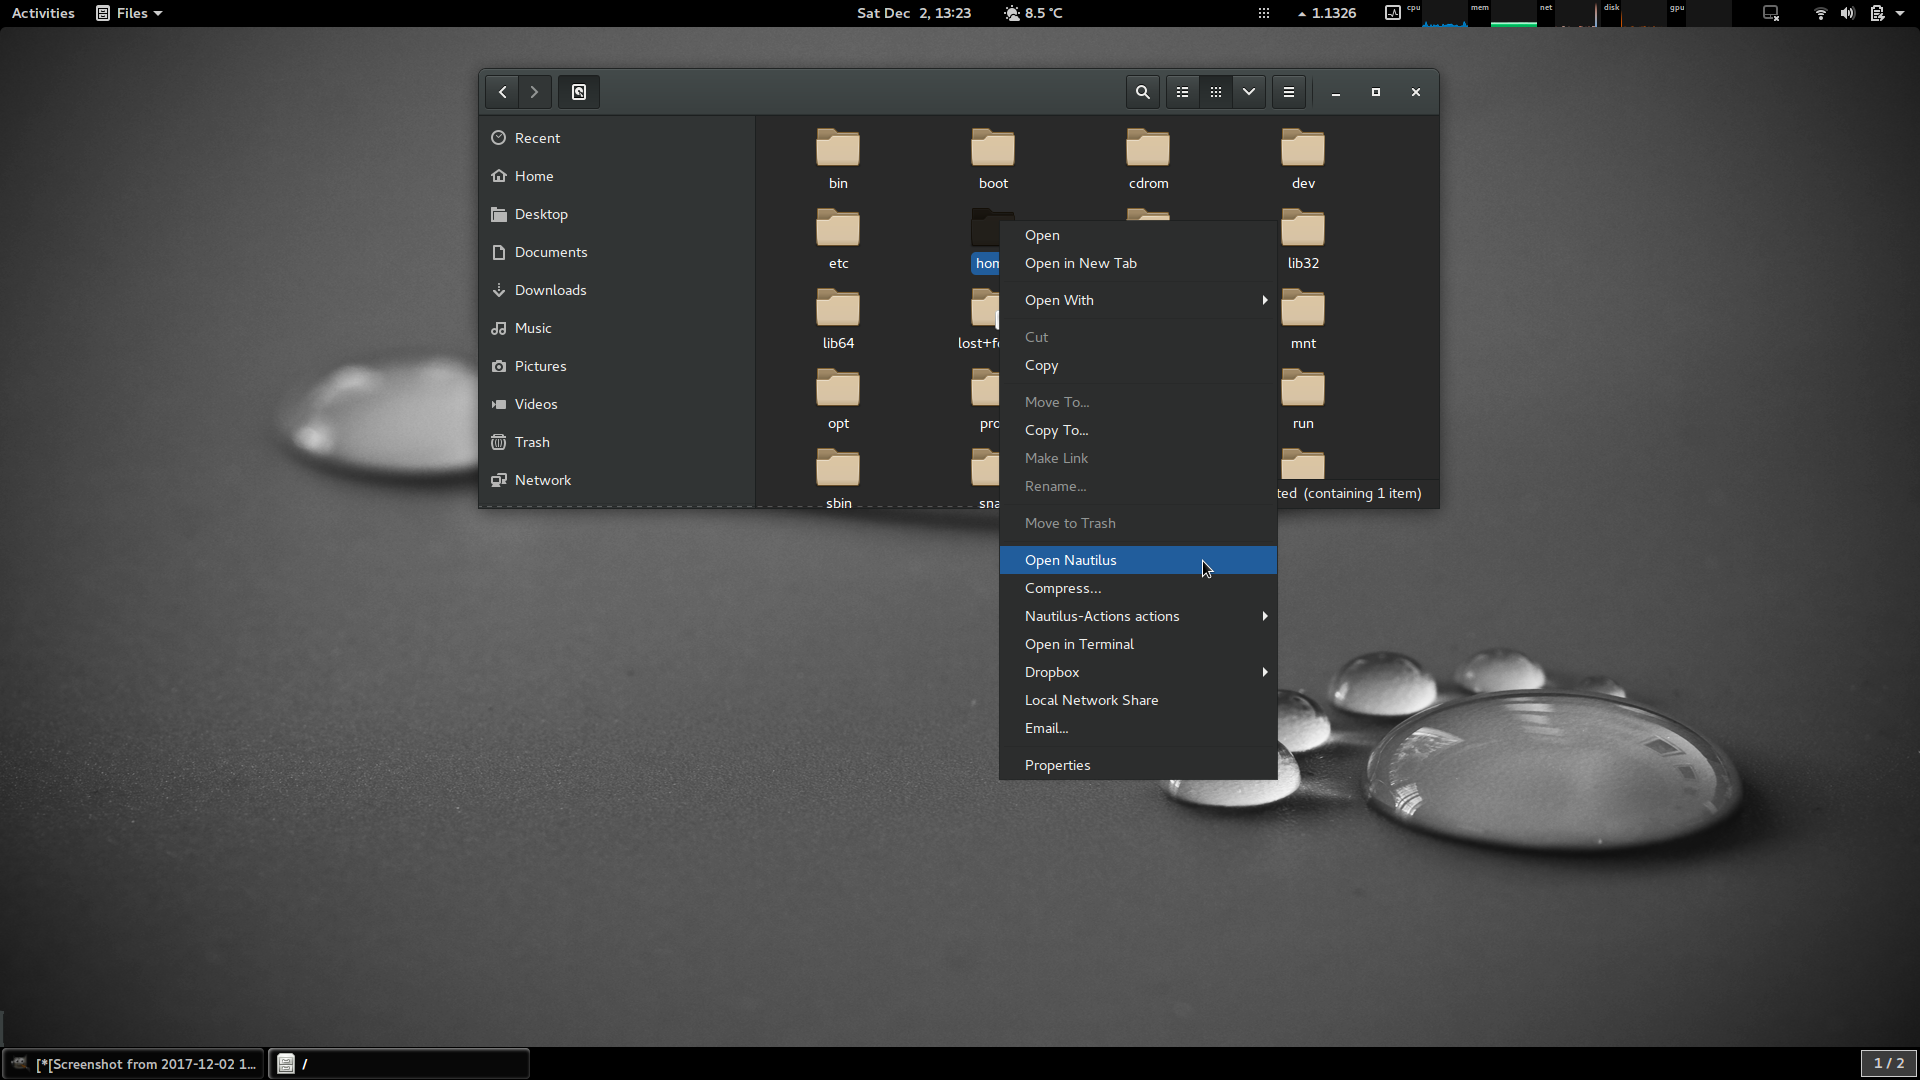 Activities Files Sat Dec 2, 13:23 8.5 °C 1.1326 cpu mem net disk gpu
Recent
Home
Desktop
Documents
Downloads
Music
Pictures
Videos
Trash
Network
bin boot cdrom dev
etc hom lib32
lib64 lost+fo mnt
opt pro run
sbin sna
ted (containing 1 item)
Open
Open in New Tab
Open With
Cut
Copy
Move To...
Copy To...
Make Link
Rename...
Move to Trash
Open Nautilus
Compress...
Nautilus-Actions actions
Open in Terminal
Dropbox
Local Network Share
Email...
Properties
[*[Screenshot from 2017-12-02 1... / 1 / 2